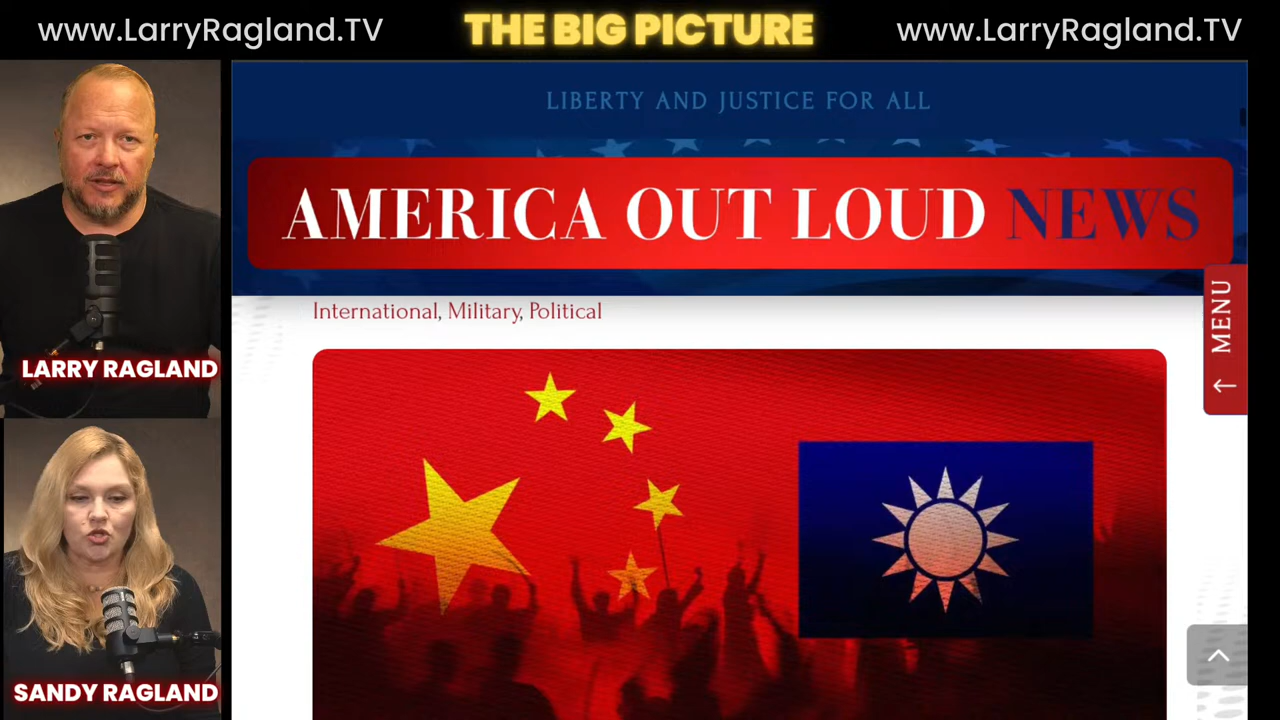 www.LarryRagland.TV
THE BIG PICTURE
www.LarryRagland.TV
LIBERTY AND JUSTICE FOR ALL
AMERICA OUT LOUD NEWS
International, Military, Political
MENU
LARRY RAGLAND
SANDY RAGLAND